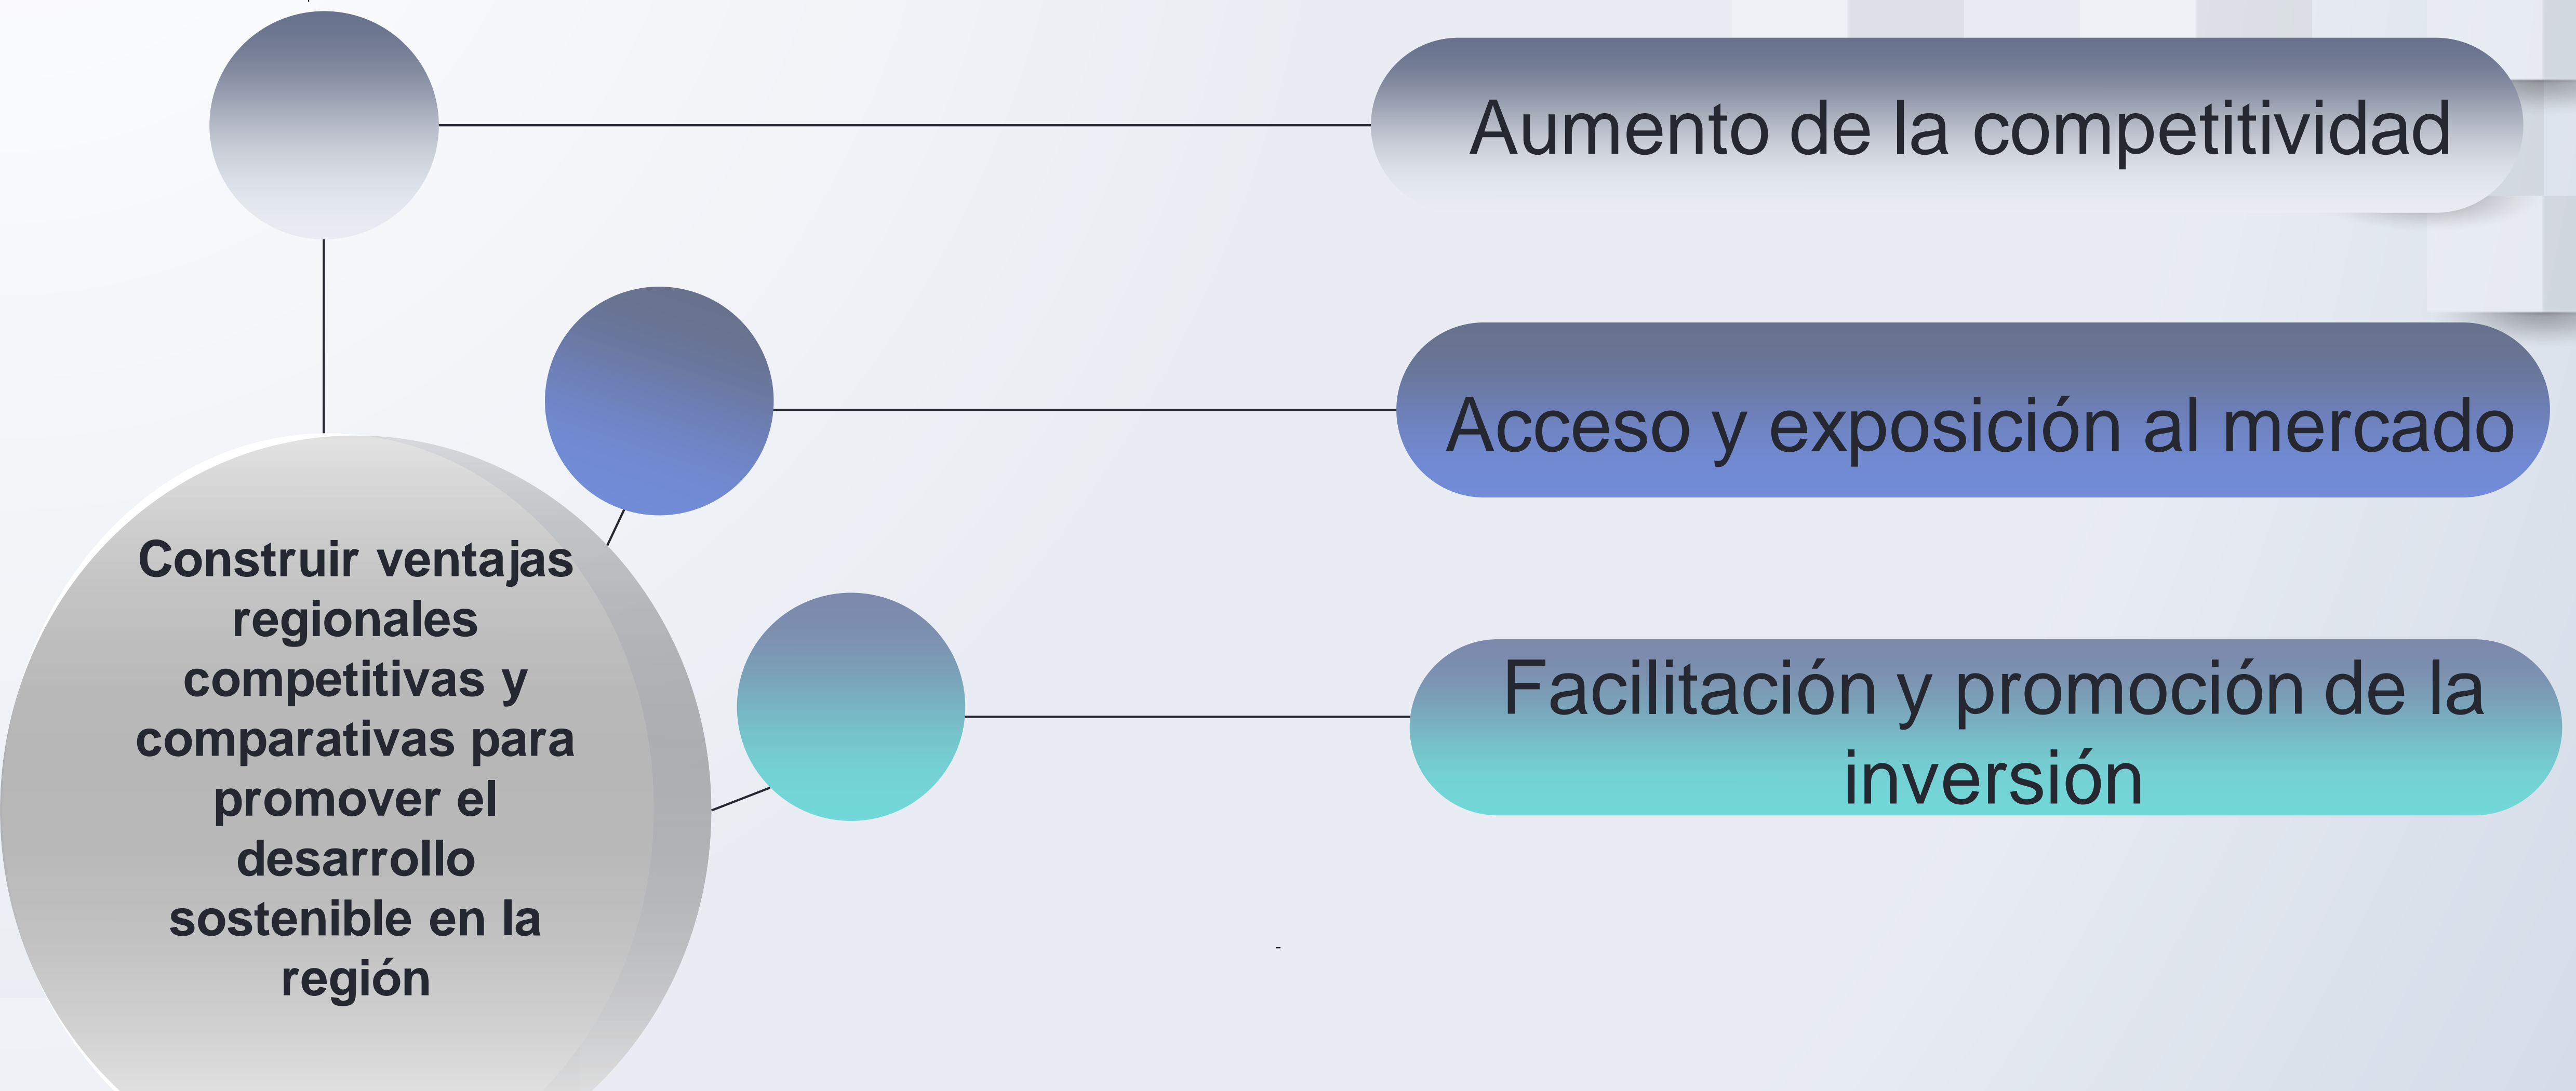 Aumento de la competitividad
Acceso y exposición al mercado
Construir ventajas
regionales
competitivas y
comparativas para
promover el
desarrollo
sostenible en la
región
Facilitación y promoción de la
inversión
-